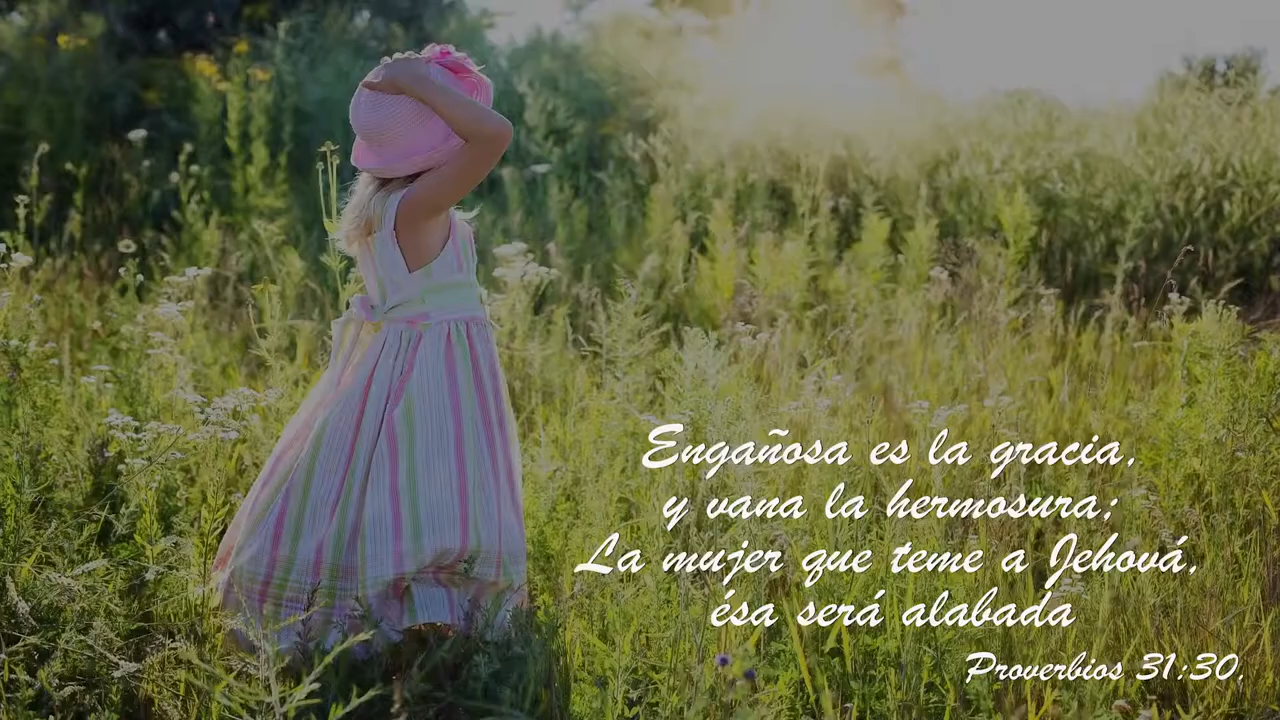 Engañosa es la gracia,
y vana la hermosura;
La mujer que teme a Jehová,
ésa será alabada
Proverbios 31:30.